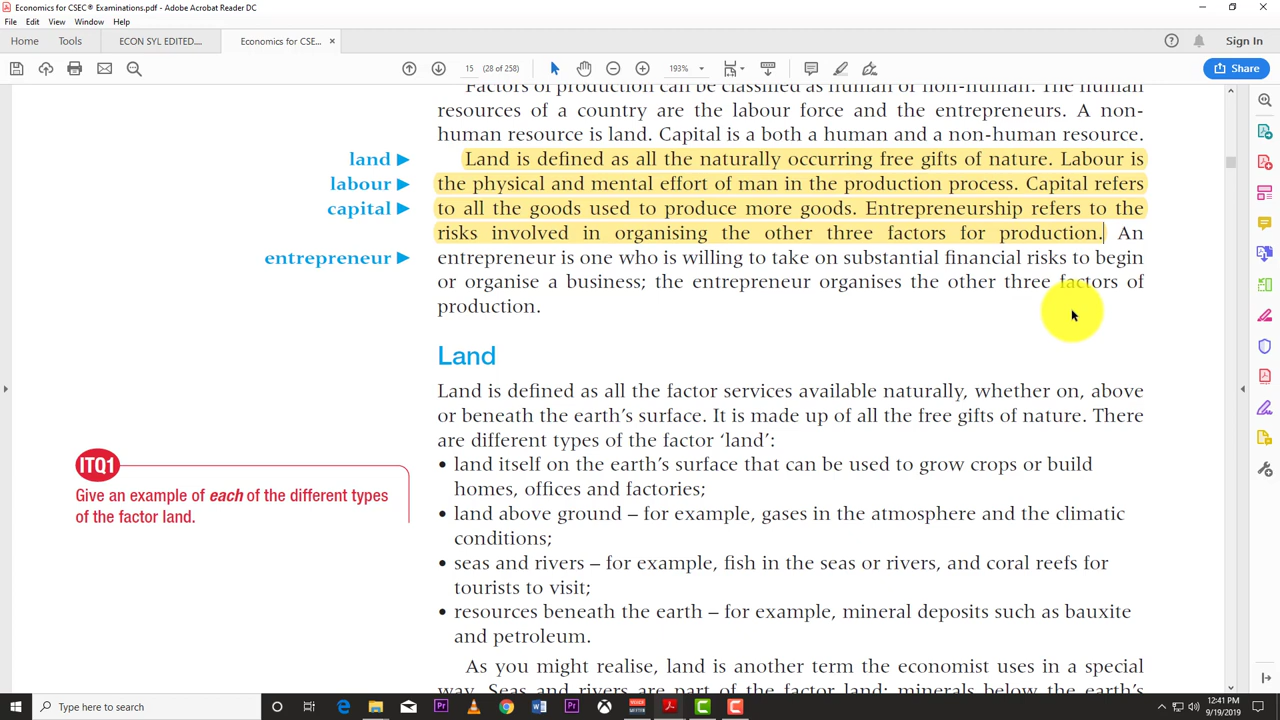 Economics for CSEC® Examinations.pdf - Adobe Acrobat Reader DC
File Edit View Window Help
Home Tools ECON SYL EDITED.... Economics for CSE... × Sign In
15 (28 of 258) 193% Share
Factors of production can be classified as human or non-human. The human
resources of a country are the labour force and the entrepreneurs. A non-
human resource is land. Capital is a both a human and a non-human resource.
land ▶ Land is defined as all the naturally occurring free gifts of nature. Labour is
labour ▶ the physical and mental effort of man in the production process. Capital refers
capital ▶ to all the goods used to produce more goods. Entrepreneurship refers to the
risks involved in organising the other three factors for production. An
entrepreneur ▶ entrepreneur is one who is willing to take on substantial financial risks to begin
or organise a business; the entrepreneur organises the other three factors of
production.
Land
Land is defined as all the factor services available naturally, whether on, above
or beneath the earth's surface. It is made up of all the free gifts of nature. There
are different types of the factor 'land':
• land itself on the earth's surface that can be used to grow crops or build
homes, offices and factories;
• land above ground – for example, gases in the atmosphere and the climatic
conditions;
• seas and rivers – for example, fish in the seas or rivers, and coral reefs for
tourists to visit;
• resources beneath the earth – for example, mineral deposits such as bauxite
and petroleum.
ITQ1
Give an example of each of the different types
of the factor land.
As you might realise, land is another term the economist uses in a special
way. Seas and rivers are part of the factor land; minerals below the earth's
Type here to search
12:41 PM
9/19/2019